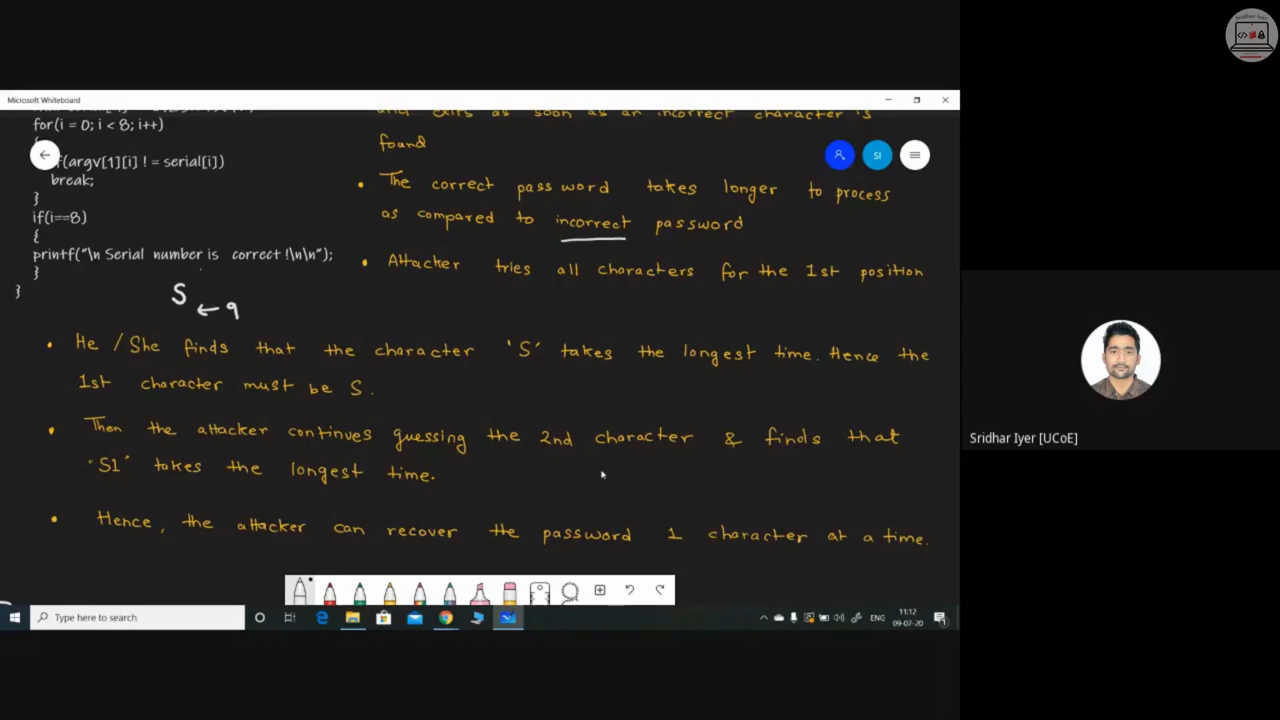 Sridhar Iyer
Microsoft Whiteboard
for(i = 0; i < 8; i++)
f(argv[1][i] ! = serial[i])
break;
}
if(i==8)
{
printf("\n Serial number is correct !\n\n");
}
}
and exits as soon as an incorrect character is
found
SI
• The correct password takes longer to process
as compared to incorrect password
• Attacker tries all characters for the 1st position
S
← 9
• He / She finds that the character 'S' takes the longest time. Hence the
1st character must be S.
• Then the attacker continues guessing the 2nd character & finds that
'S1' takes the longest time.
• Hence, the attacker can recover the password 1 character at a time.
Sridhar Iyer [UCoE]
Type here to search
ENG
11:12
09-07-20